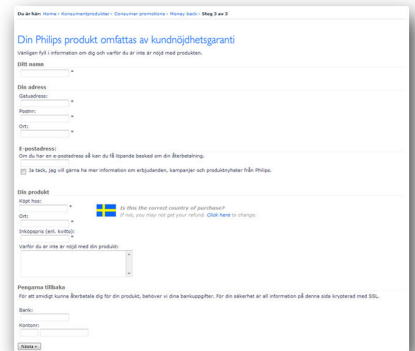 Du är här: Home › Konsumentprodukter › Consumer promotions › Money back › Steg 3 av 3
Din Philips produkt omfattas av kundnöjdhetsgaranti
Vänligen fyll i information om dig och varför du är inte är nöjd med produkten.
Ditt namn
*
Din adress
Gatuadress:
*
Postnr:
*
Ort:
*
E-postadress:
Om du har en e-postadress så kan du få löpande besked om din återbetalning.
Ja tack, jag vill gärna ha mer information om erbjudanden, kampanjer och produktnyheter från Philips.
Din produkt
Köpt hos:
*
Is this the correct country of purchase?
If not, you may not get your refund. Click here to change.
Ort:
*
Inköpspris (enl. kvitto):
*
Varför du är inte är nöjd med din produkt:
*
Pengarna tillbaka
För att smidigt kunna återbetala dig för din produkt, behöver vi dina bankuppgifter. För din säkerhet är all information på denna sida krypterad med SSL.
Bank:
Kontonr:
Nästa »